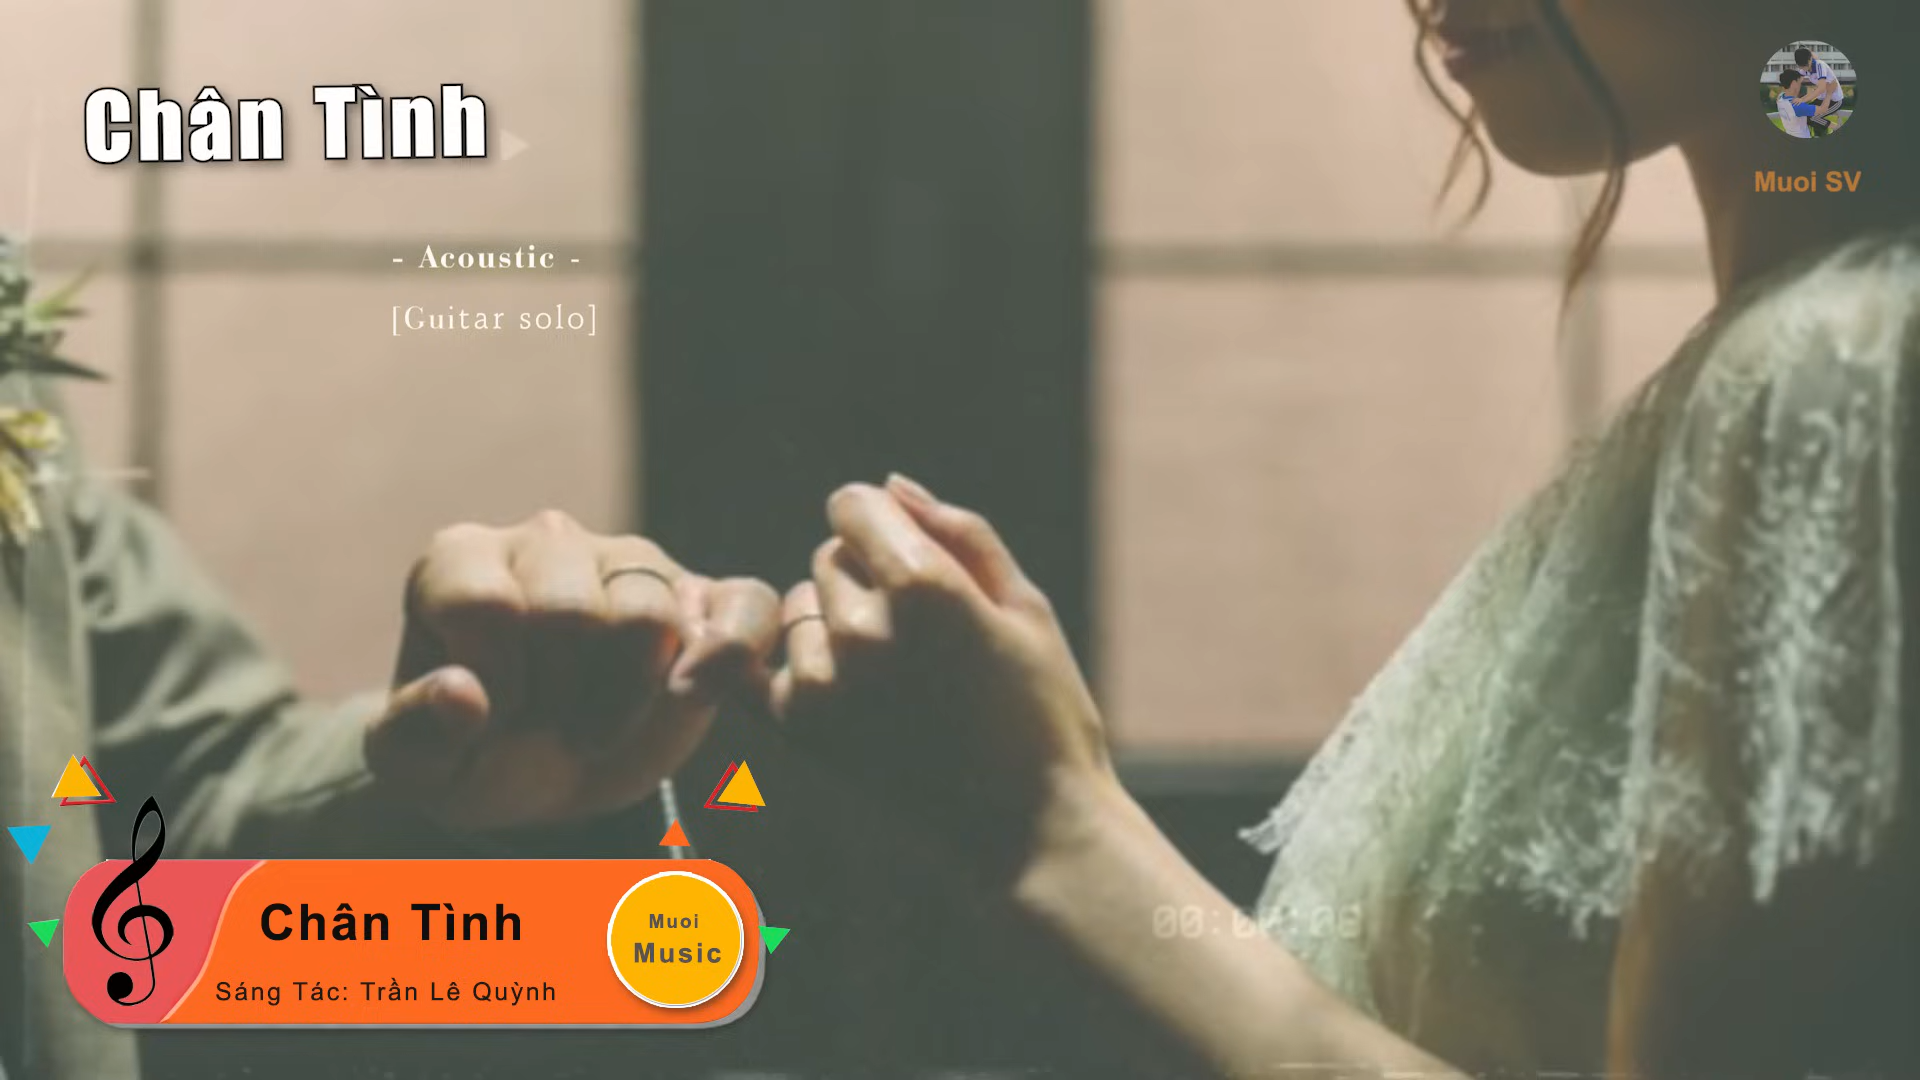 Chân Tình
Muoi SV
- Acoustic -
[Guitar solo]
Chân Tình
Sáng Tác: Trần Lê Quỳnh
Muoi
Music